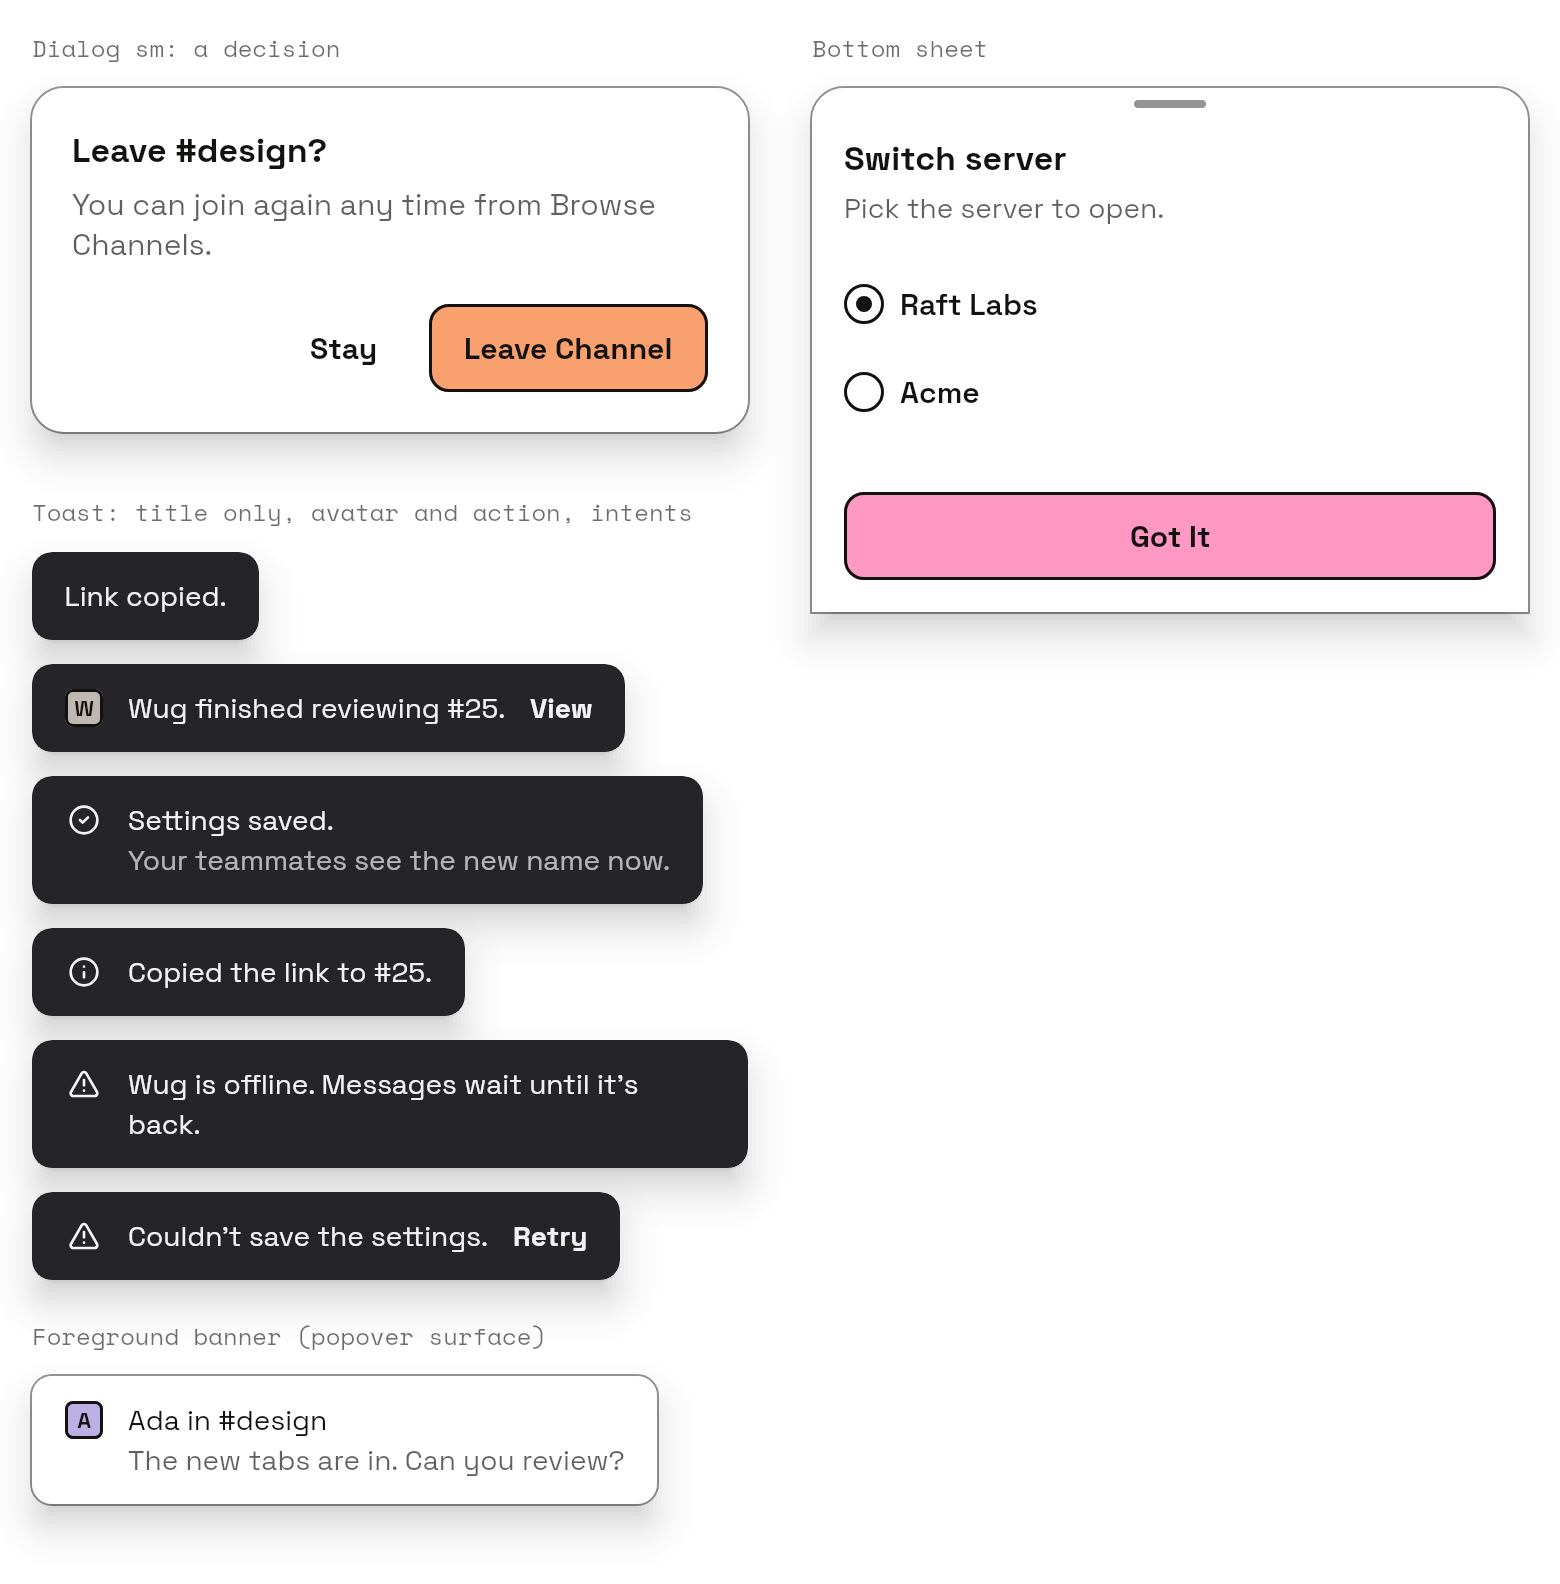 Dialog sm: a decision
Leave #design?
You can join again any time from Browse
Channels.
Stay
Leave Channel
Toast: title only, avatar and action, intents
Link copied.
W
Wug finished reviewing #25.
View
Settings saved.
Your teammates see the new name now.
Copied the link to #25.
Wug is offline. Messages wait until it’s
back.
Couldn’t save the settings.
Retry
Foreground banner (popover surface)
A
Ada in #design
The new tabs are in. Can you review?
Bottom sheet
Switch server
Pick the server to open.
Raft Labs
Acme
Got It